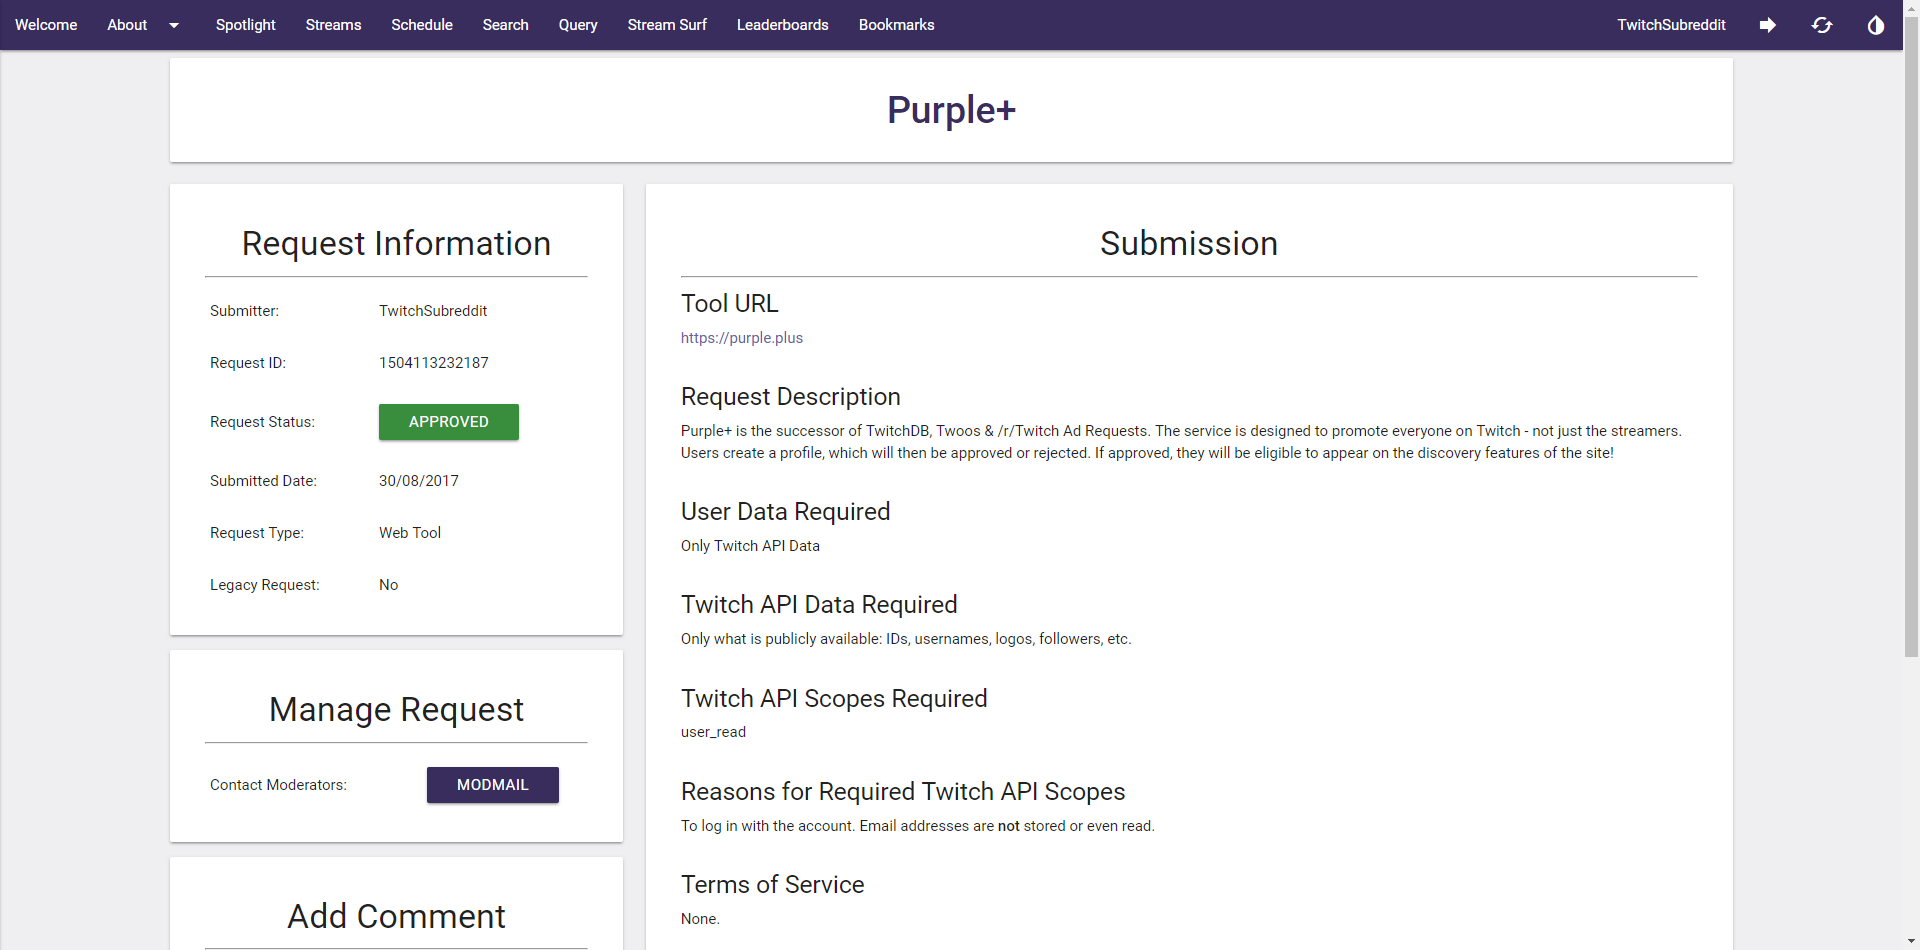 Welcome About Spotlight Streams Schedule Search Query Stream Surf Leaderboards Bookmarks TwitchSubreddit
Purple+
Request Information
Submitter: TwitchSubreddit
Request ID: 1504113232187
Request Status: APPROVED
Submitted Date: 30/08/2017
Request Type: Web Tool
Legacy Request: No
Manage Request
Contact Moderators: MODMAIL
Add Comment
Submission
Tool URL
https://purple.plus
Request Description
Purple+ is the successor of TwitchDB, Twoos & /r/Twitch Ad Requests. The service is designed to promote everyone on Twitch - not just the streamers.
Users create a profile, which will then be approved or rejected. If approved, they will be eligible to appear on the discovery features of the site!
User Data Required
Only Twitch API Data
Twitch API Data Required
Only what is publicly available: IDs, usernames, logos, followers, etc.
Twitch API Scopes Required
user_read
Reasons for Required Twitch API Scopes
To log in with the account. Email addresses are not stored or even read.
Terms of Service
None.